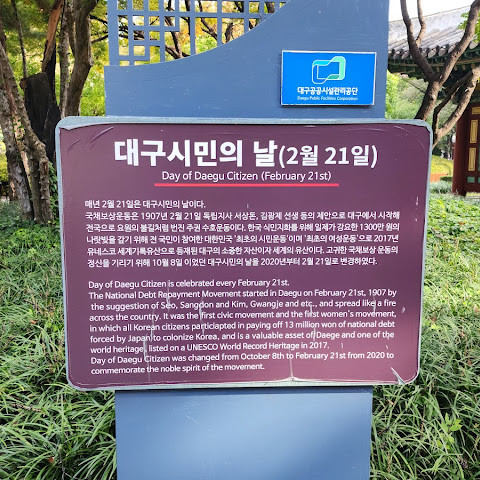 대구공공시설관리공단
Daegu Public Facilities Corporation
대구시민의 날(2월 21일)
Day of Daegu Citizen (February 21st)
매년 2월 21일은 대구시민의 날이다.
국채보상운동은 1907년 2월 21일 독립지사 서상돈, 김광제 선생 등의 제안으로 대구에서 시작해
전국으로 요원의 불길처럼 번진 주권 수호운동이다. 한국 식민지화를 위해 일제가 강요한 1300만 원의
나랏빚을 갚기 위해 전 국민이 참여한 대한민국 '최초의 시민운동'이며 '최초의 여성운동'으로 2017년
유네스코 세계기록유산으로 등재된 대구의 소중한 자산이자 세계의 유산이다. 고귀한 국채보상 운동의
정신을 기리기 위해 10월 8일 이었던 대구시민의 날을 2020년부터 2월 21일로 변경하였다.
Day of Daegu Citizen is celebrated every February 21st.
The National Debt Repayment Movement started in Daegu on February 21st, 1907 by
the suggestion of Seo, Sangdon and Kim, Gwangje and etc., and spread like a fire
across the country. It was the first civic movement and the first women's movement,
in which all Korean citizens particiapted in paying off 13 million won of national debt
forced by Japan to colonize Korea, and is a valuable asset of Daege and one of the
world heritage, listed on a UNESCO World Record Heritage in 2017.
Day of Daegu Citizen was changed from October 8th to February 21st from 2020 to
commemorate the noble spirit of the movement.